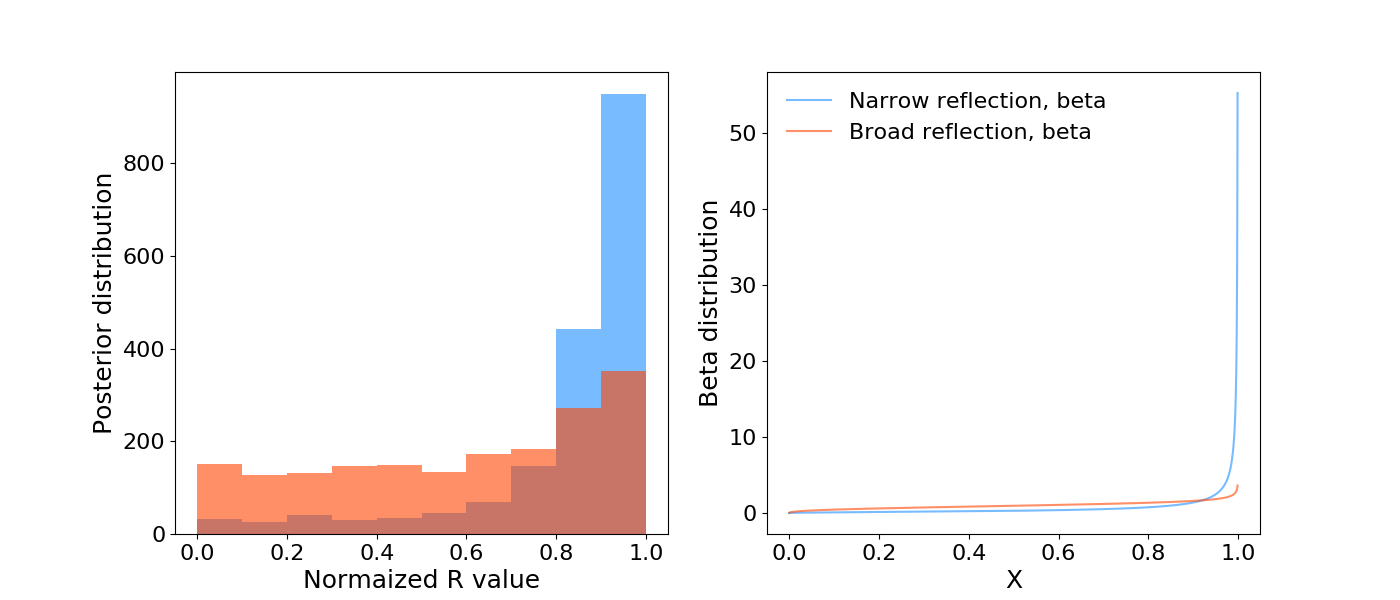 Posterior distribution
800
600
400
200
0
0.0 0.2 0.4 0.6 0.8 1.0
Normaized R value
Narrow reflection, beta
Broad reflection, beta
Beta distribution
50
40
30
20
10
0
0.0 0.2 0.4 0.6 0.8 1.0
X